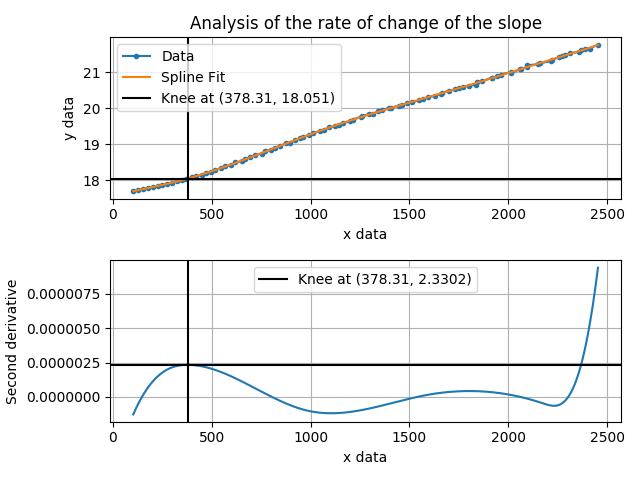 Analysis of the rate of change of the slope
Data
Spline Fit
Knee at (378.31, 18.051)
y data
21
20
19
18
0 500 1000 1500 2000 2500
x data
Knee at (378.31, 2.3302)
Second derivative
0.0000075
0.0000050
0.0000025
0.0000000
0 500 1000 1500 2000 2500
x data